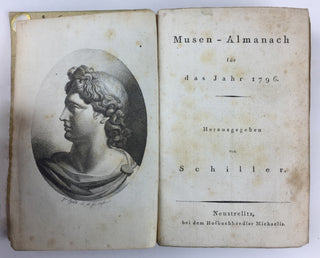 Musen-Almanach
für
das Jahr 1796.
Herausgegeben
von
Schiller.
Neustrelitz,
bei dem Hofbuchhändler Michaelis.